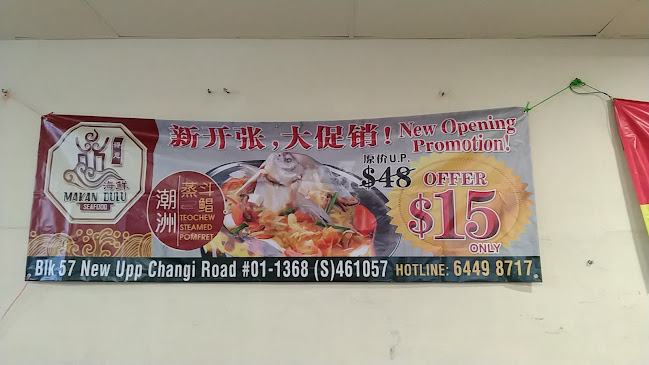 新开张,大促销! New Opening
Promotion!
得思
海鲜
MAKAN DULU
SEAFOOD
潮洲
蒸斗鲳
TEOCHEW
STEAMED
POMFRET
原价U.P.
$48
OFFER
$15
ONLY
Blk 57 New Upp Changi Road #01-1368 (S)461057 HOTLINE: 6449 8717